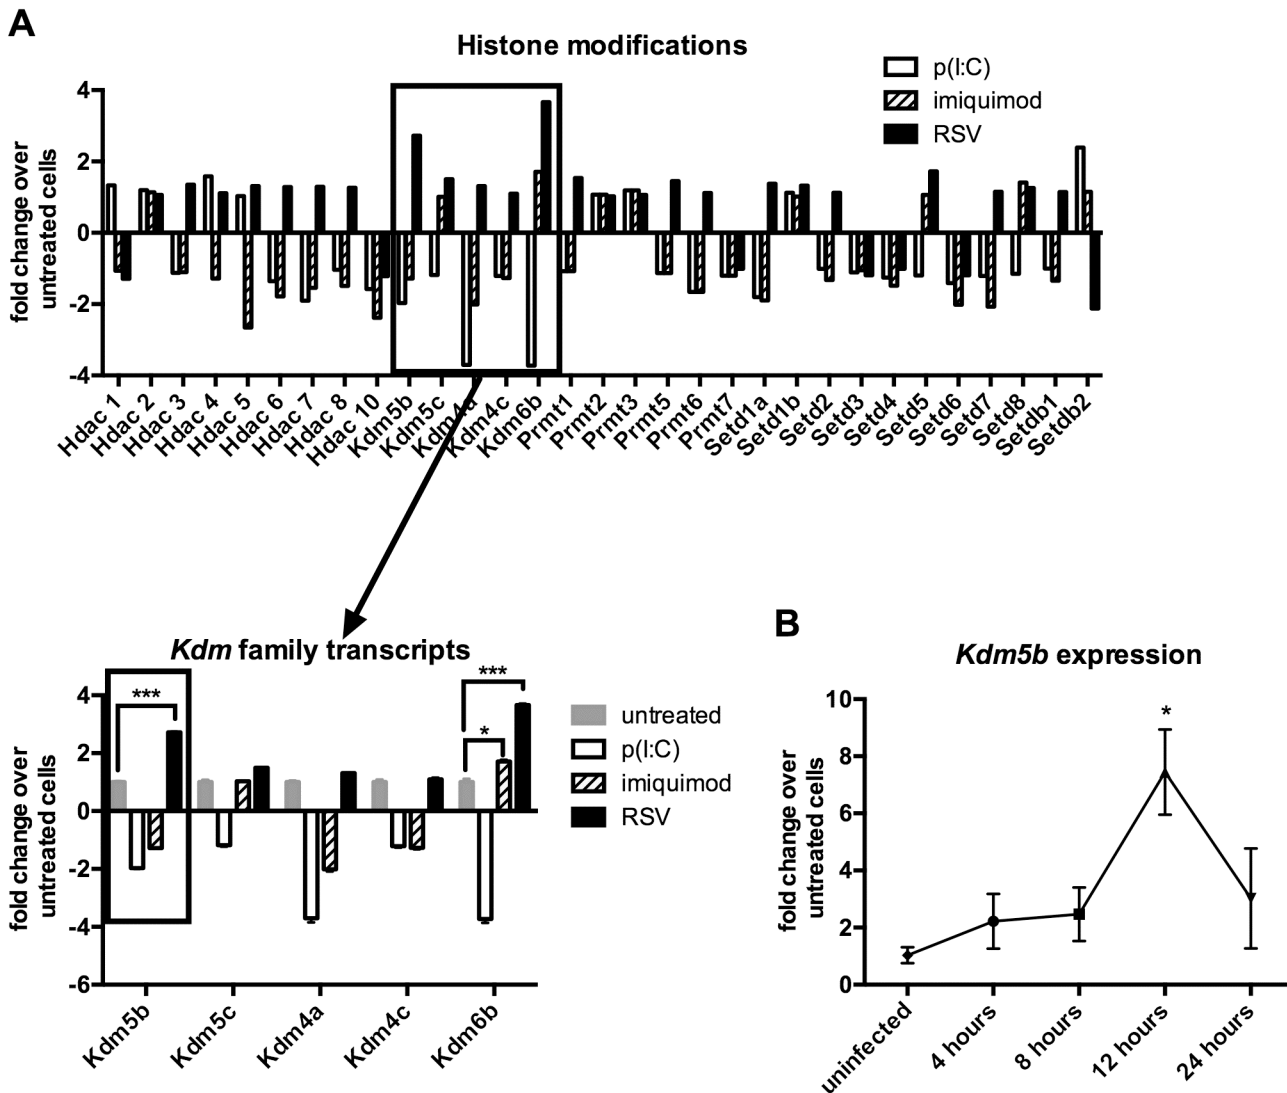 A
Histone modifications
p(I:C)
imiquimod
RSV
fold change over
untreated cells
4
2
0
-2
-4
Hdac 1
Hdac 2
Hdac 3
Hdac 4
Hdac 5
Hdac 6
Hdac 7
Hdac 8
Hdac 10
Kdm5b
Kdm5c
Kdm4a
Kdm4c
Kdm6b
Prmt1
Prmt2
Prmt3
Prmt5
Prmt6
Prmt7
Setd1a
Setd1b
Setd2
Setd3
Setd4
Setd5
Setd6
Setd7
Setd8
Setdb1
Setdb2
Kdm family transcripts
untreated
p(I:C)
imiquimod
RSV
fold change over
untreated cells
4
2
0
-2
-4
-6
***
***
*
Kdm5b
Kdm5c
Kdm4a
Kdm4c
Kdm6b
B
Kdm5b expression
fold change over
untreated cells
10
8
6
4
2
0
*
uninfected
4 hours
8 hours
12 hours
24 hours